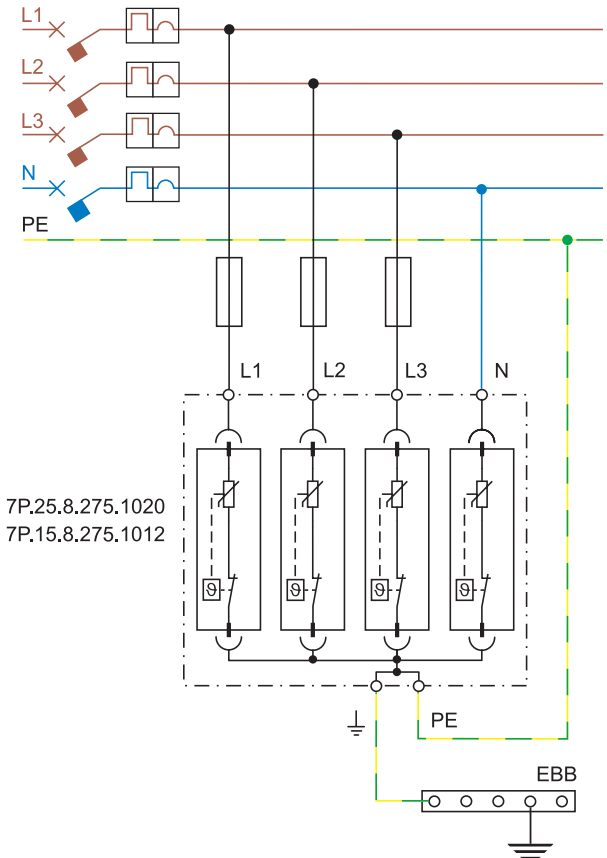 L1
L2
L3
N
PE
L1 L2 L3 N
7P.25.8.275.1020
7P.15.8.275.1012
ϑ ϑ ϑ ϑ
PE
EBB